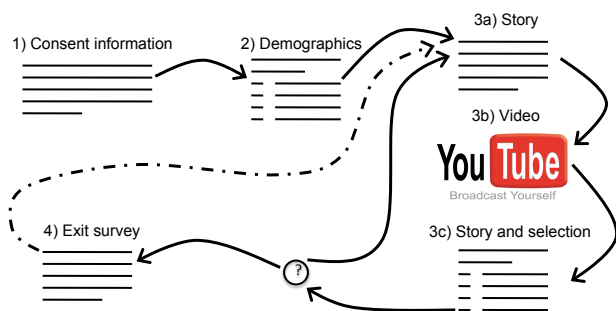 1) Consent information
2) Demographics
3a) Story
3b) Video
YouTube
Broadcast Yourself
4) Exit survey
3c) Story and selection
?